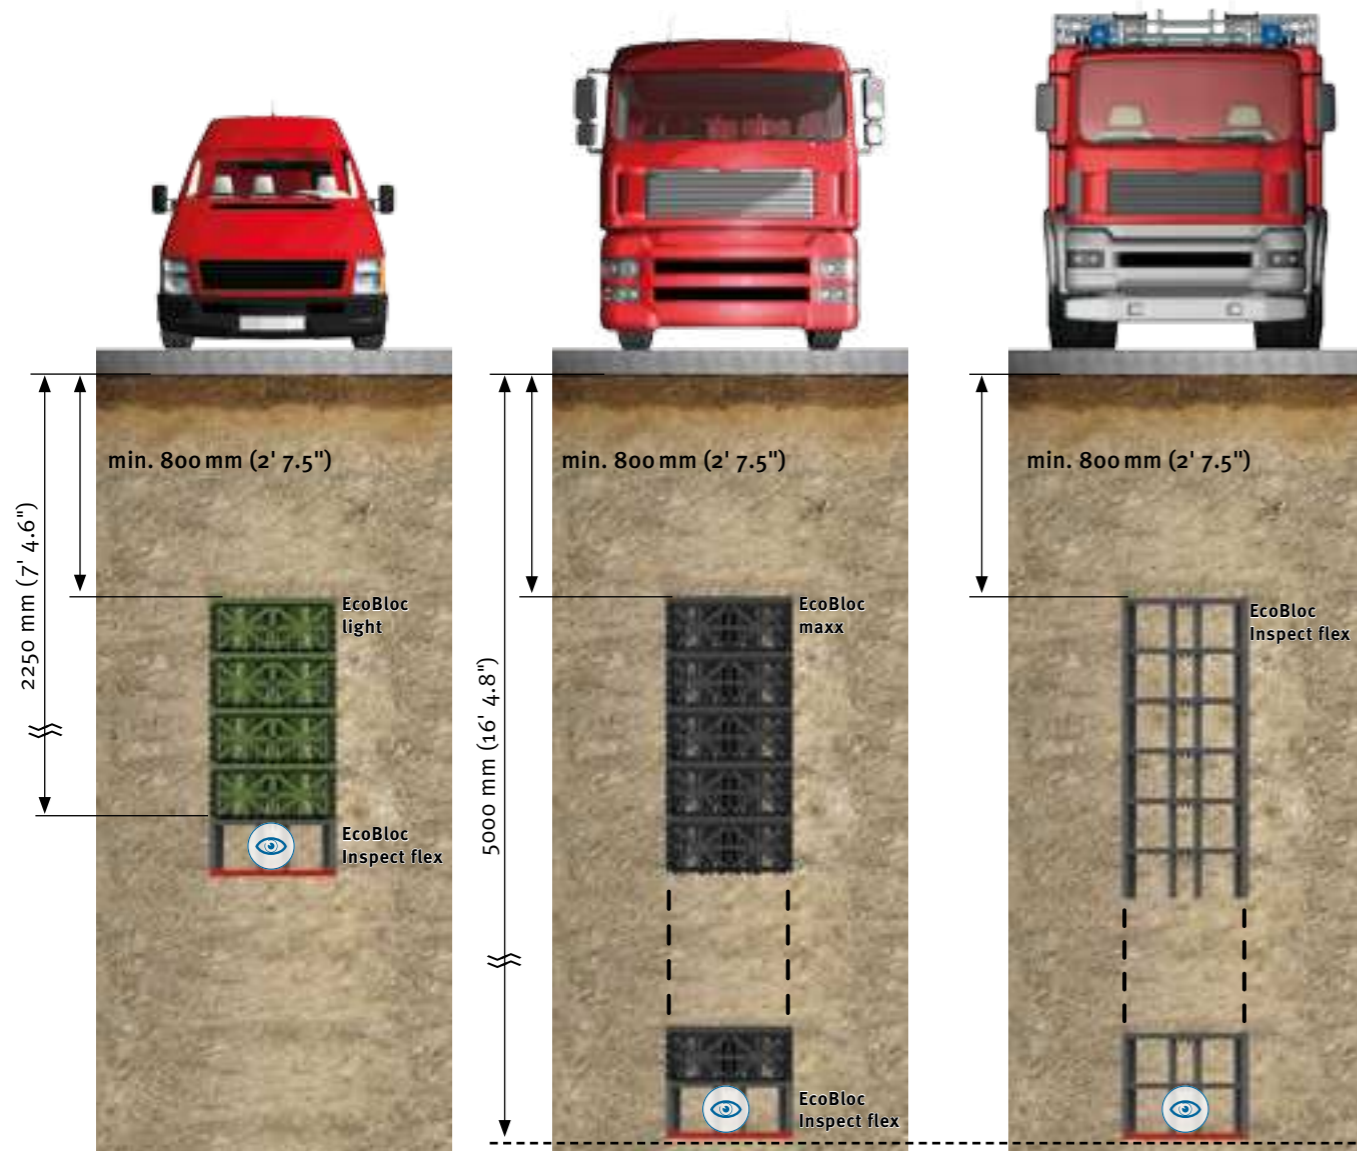 min. 800 mm (2' 7.5")
2250 mm (7' 4.6")
EcoBloc
light
EcoBloc
Inspect flex
min. 800 mm (2' 7.5")
5000 mm (16' 4.8")
EcoBloc
maxx
EcoBloc
Inspect flex
min. 800 mm (2' 7.5")
EcoBloc
Inspect flex